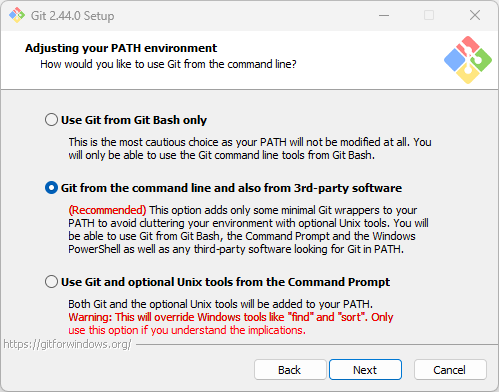 Git 2.44.0 Setup
Adjusting your PATH environment
How would you like to use Git from the command line?
Use Git from Git Bash only
This is the most cautious choice as your PATH will not be modified at all. You
will only be able to use the Git command line tools from Git Bash.
Git from the command line and also from 3rd-party software
(Recommended) This option adds only some minimal Git wrappers to your
PATH to avoid cluttering your environment with optional Unix tools. You will
be able to use Git from Git Bash, the Command Prompt and the Windows
PowerShell as well as any third-party software looking for Git in PATH.
Use Git and optional Unix tools from the Command Prompt
Both Git and the optional Unix tools will be added to your PATH.
Warning: This will override Windows tools like "find" and "sort". Only
use this option if you understand the implications.
https://gitforwindows.org/
Back
Next
Cancel